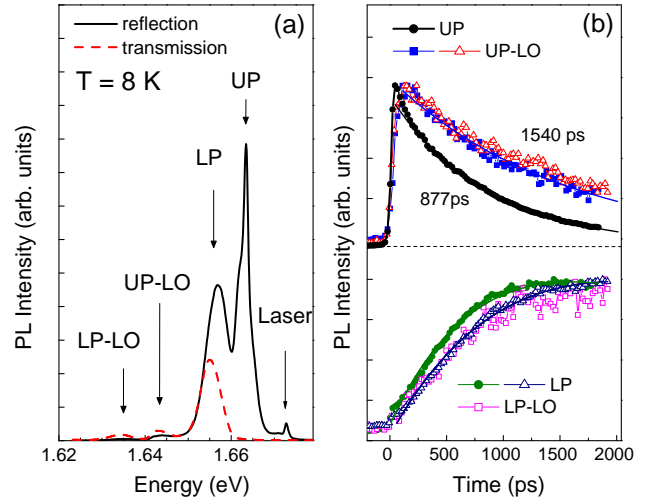 reflection
transmission
(a)
T = 8 K
UP
LP
UP-LO
LP-LO
Laser
PL Intensity (arb. units)
1.62 1.64 1.66
Energy (eV)
UP (b)
UP-LO
1540 ps
877ps
PL Intensity (arb. units)
LP
LP-LO
0 500 1000 1500 2000
Time (ps)